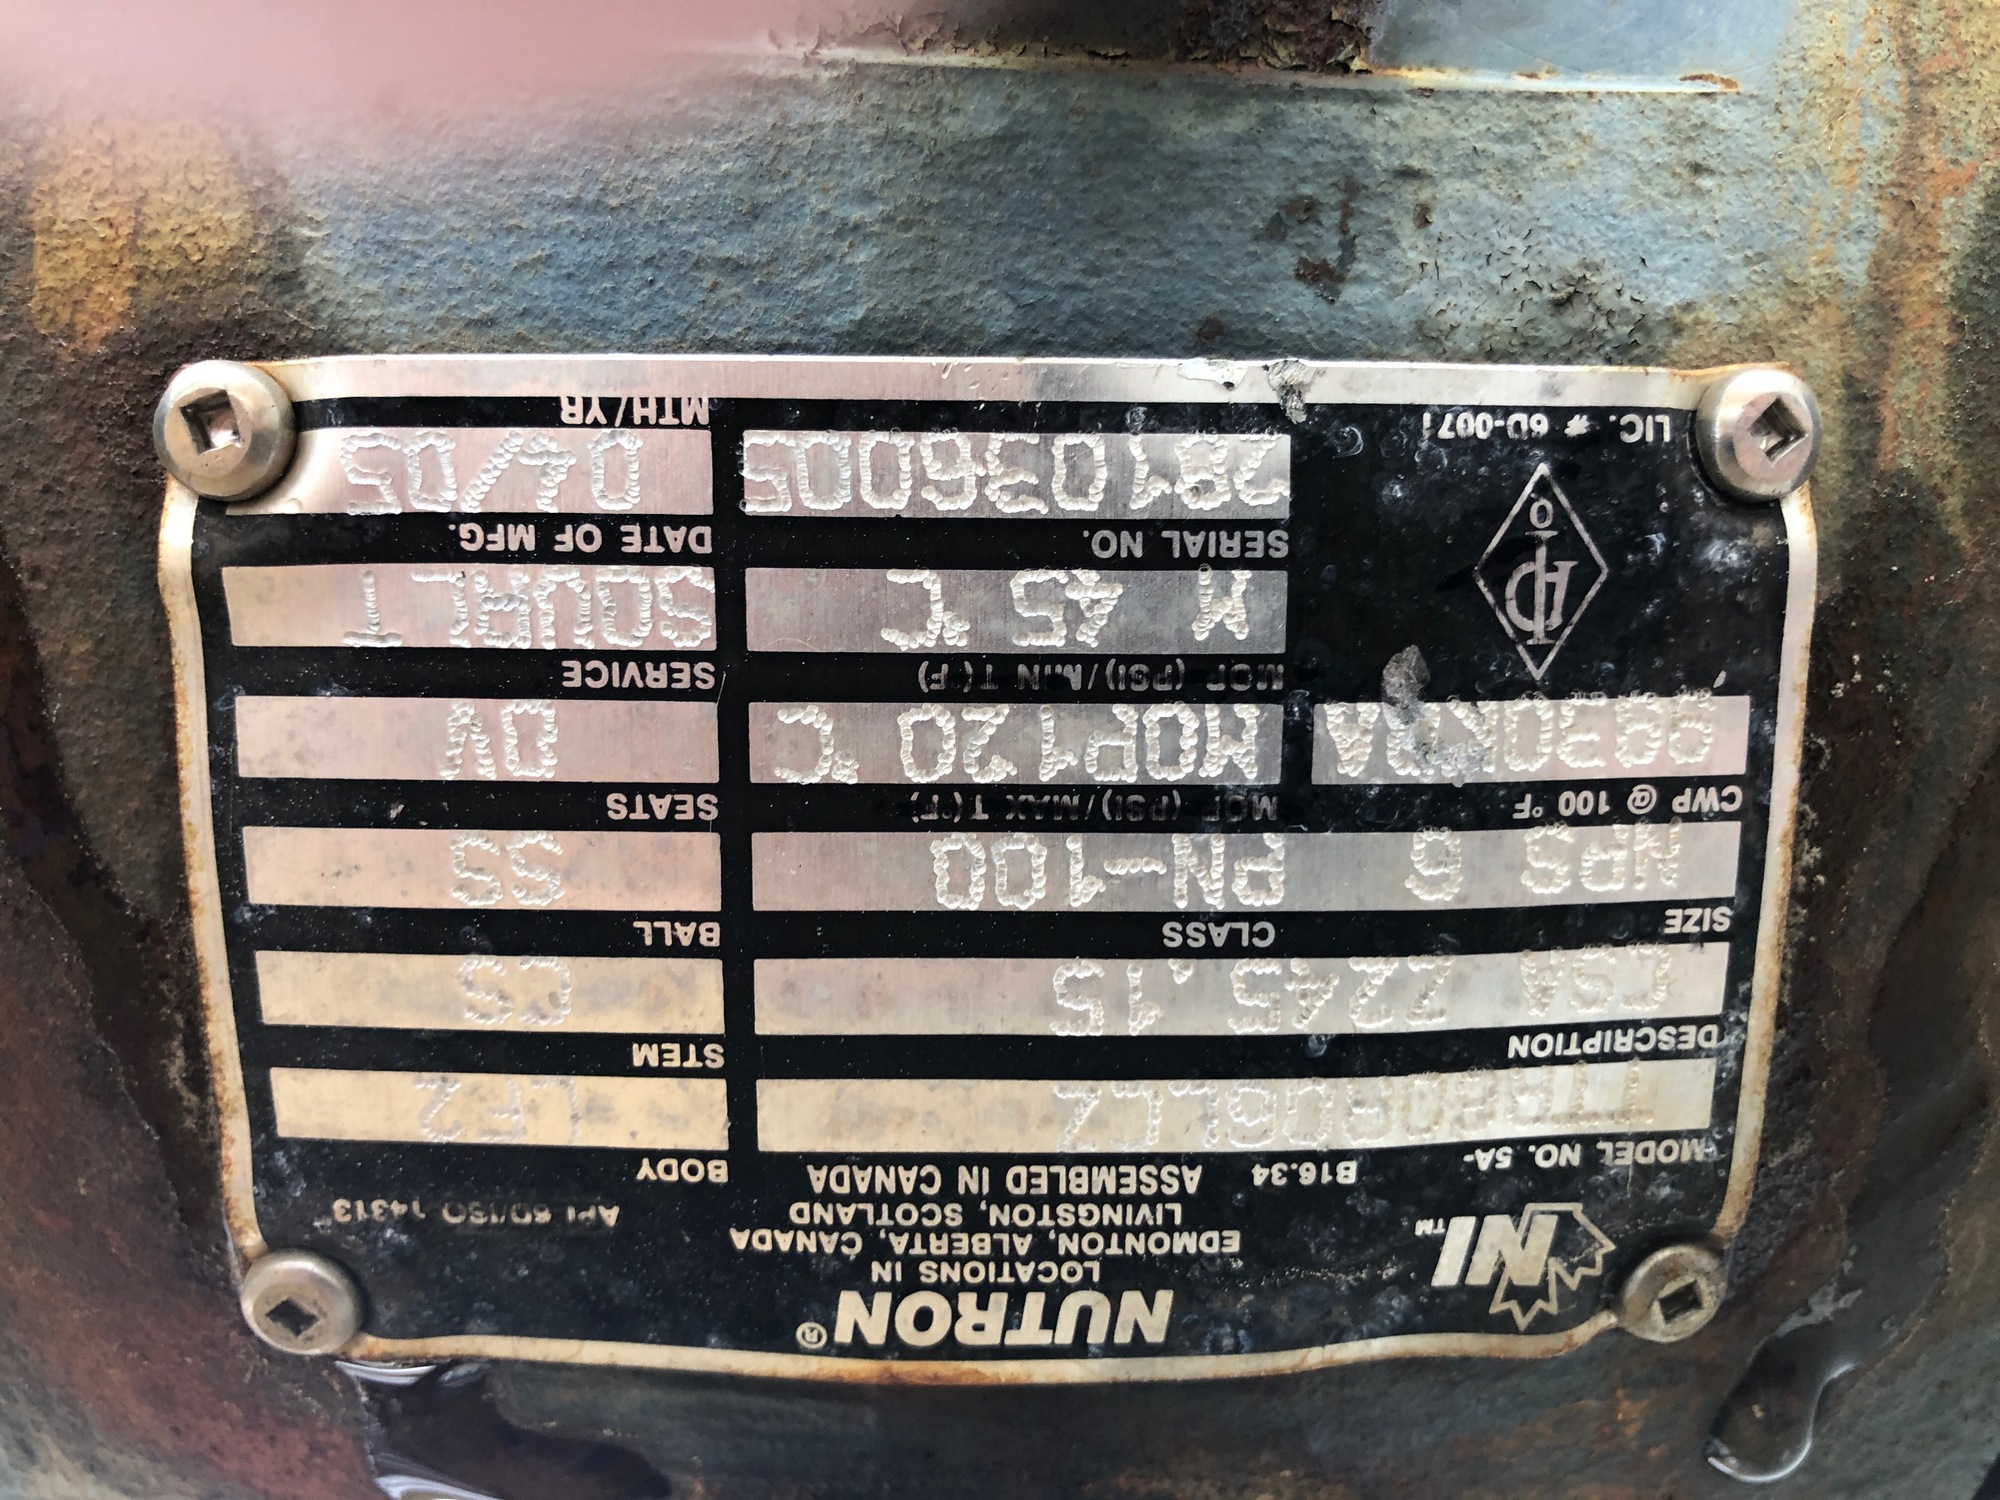 NUTRON®
NI™
LOCATIONS IN
EDMONTON, ALBERTA, CANADA
LIVINGSTON, SCOTLAND
ASSEMBLED IN CANADA
API 6D/ISO 14313
MODEL NO. 5A-
B16.34
BODY
LF2
DESCRIPTION
CSA Z245.15
STEM
CS
SIZE
CLASS
NPS 6
PN-100
BALL
SS
CWP @ 100 °F
MOP (PSI)/MAX T(°F)
MOP120 °C
SEATS
DV
MOP (PSI)/MIN T(°F)
M 45°C
SERVICE
SERIAL NO.
281036005
DATE OF MFG.
04/05
LIC. # 6D-0071
MTH/YR